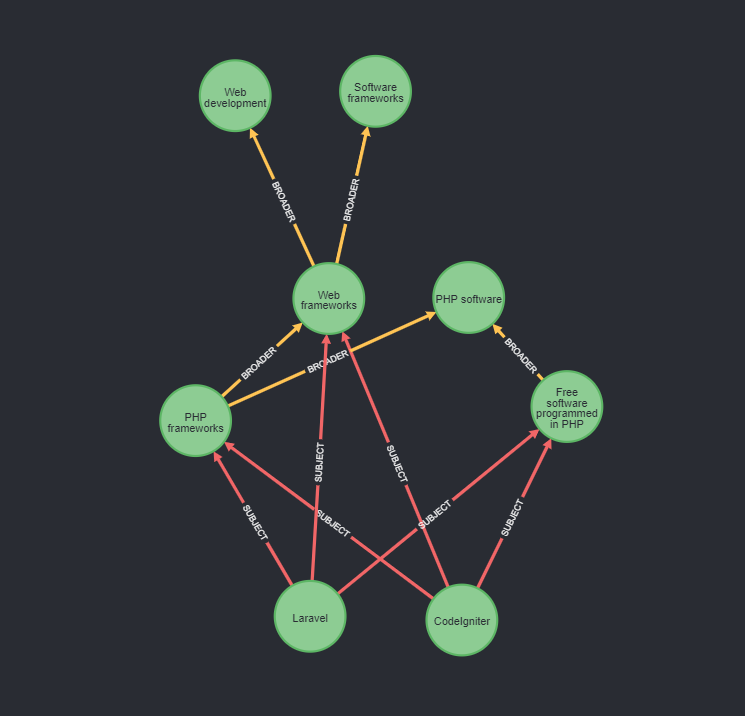 Web
development
Software
frameworks
BROADER
BROADER
Web
frameworks
PHP software
BROADER
BROADER
BROADER
PHP
frameworks
Free
software
programmed
in PHP
SUBJECT
SUBJECT
SUBJECT
SUBJECT
SUBJECT
SUBJECT
Laravel
CodeIgniter